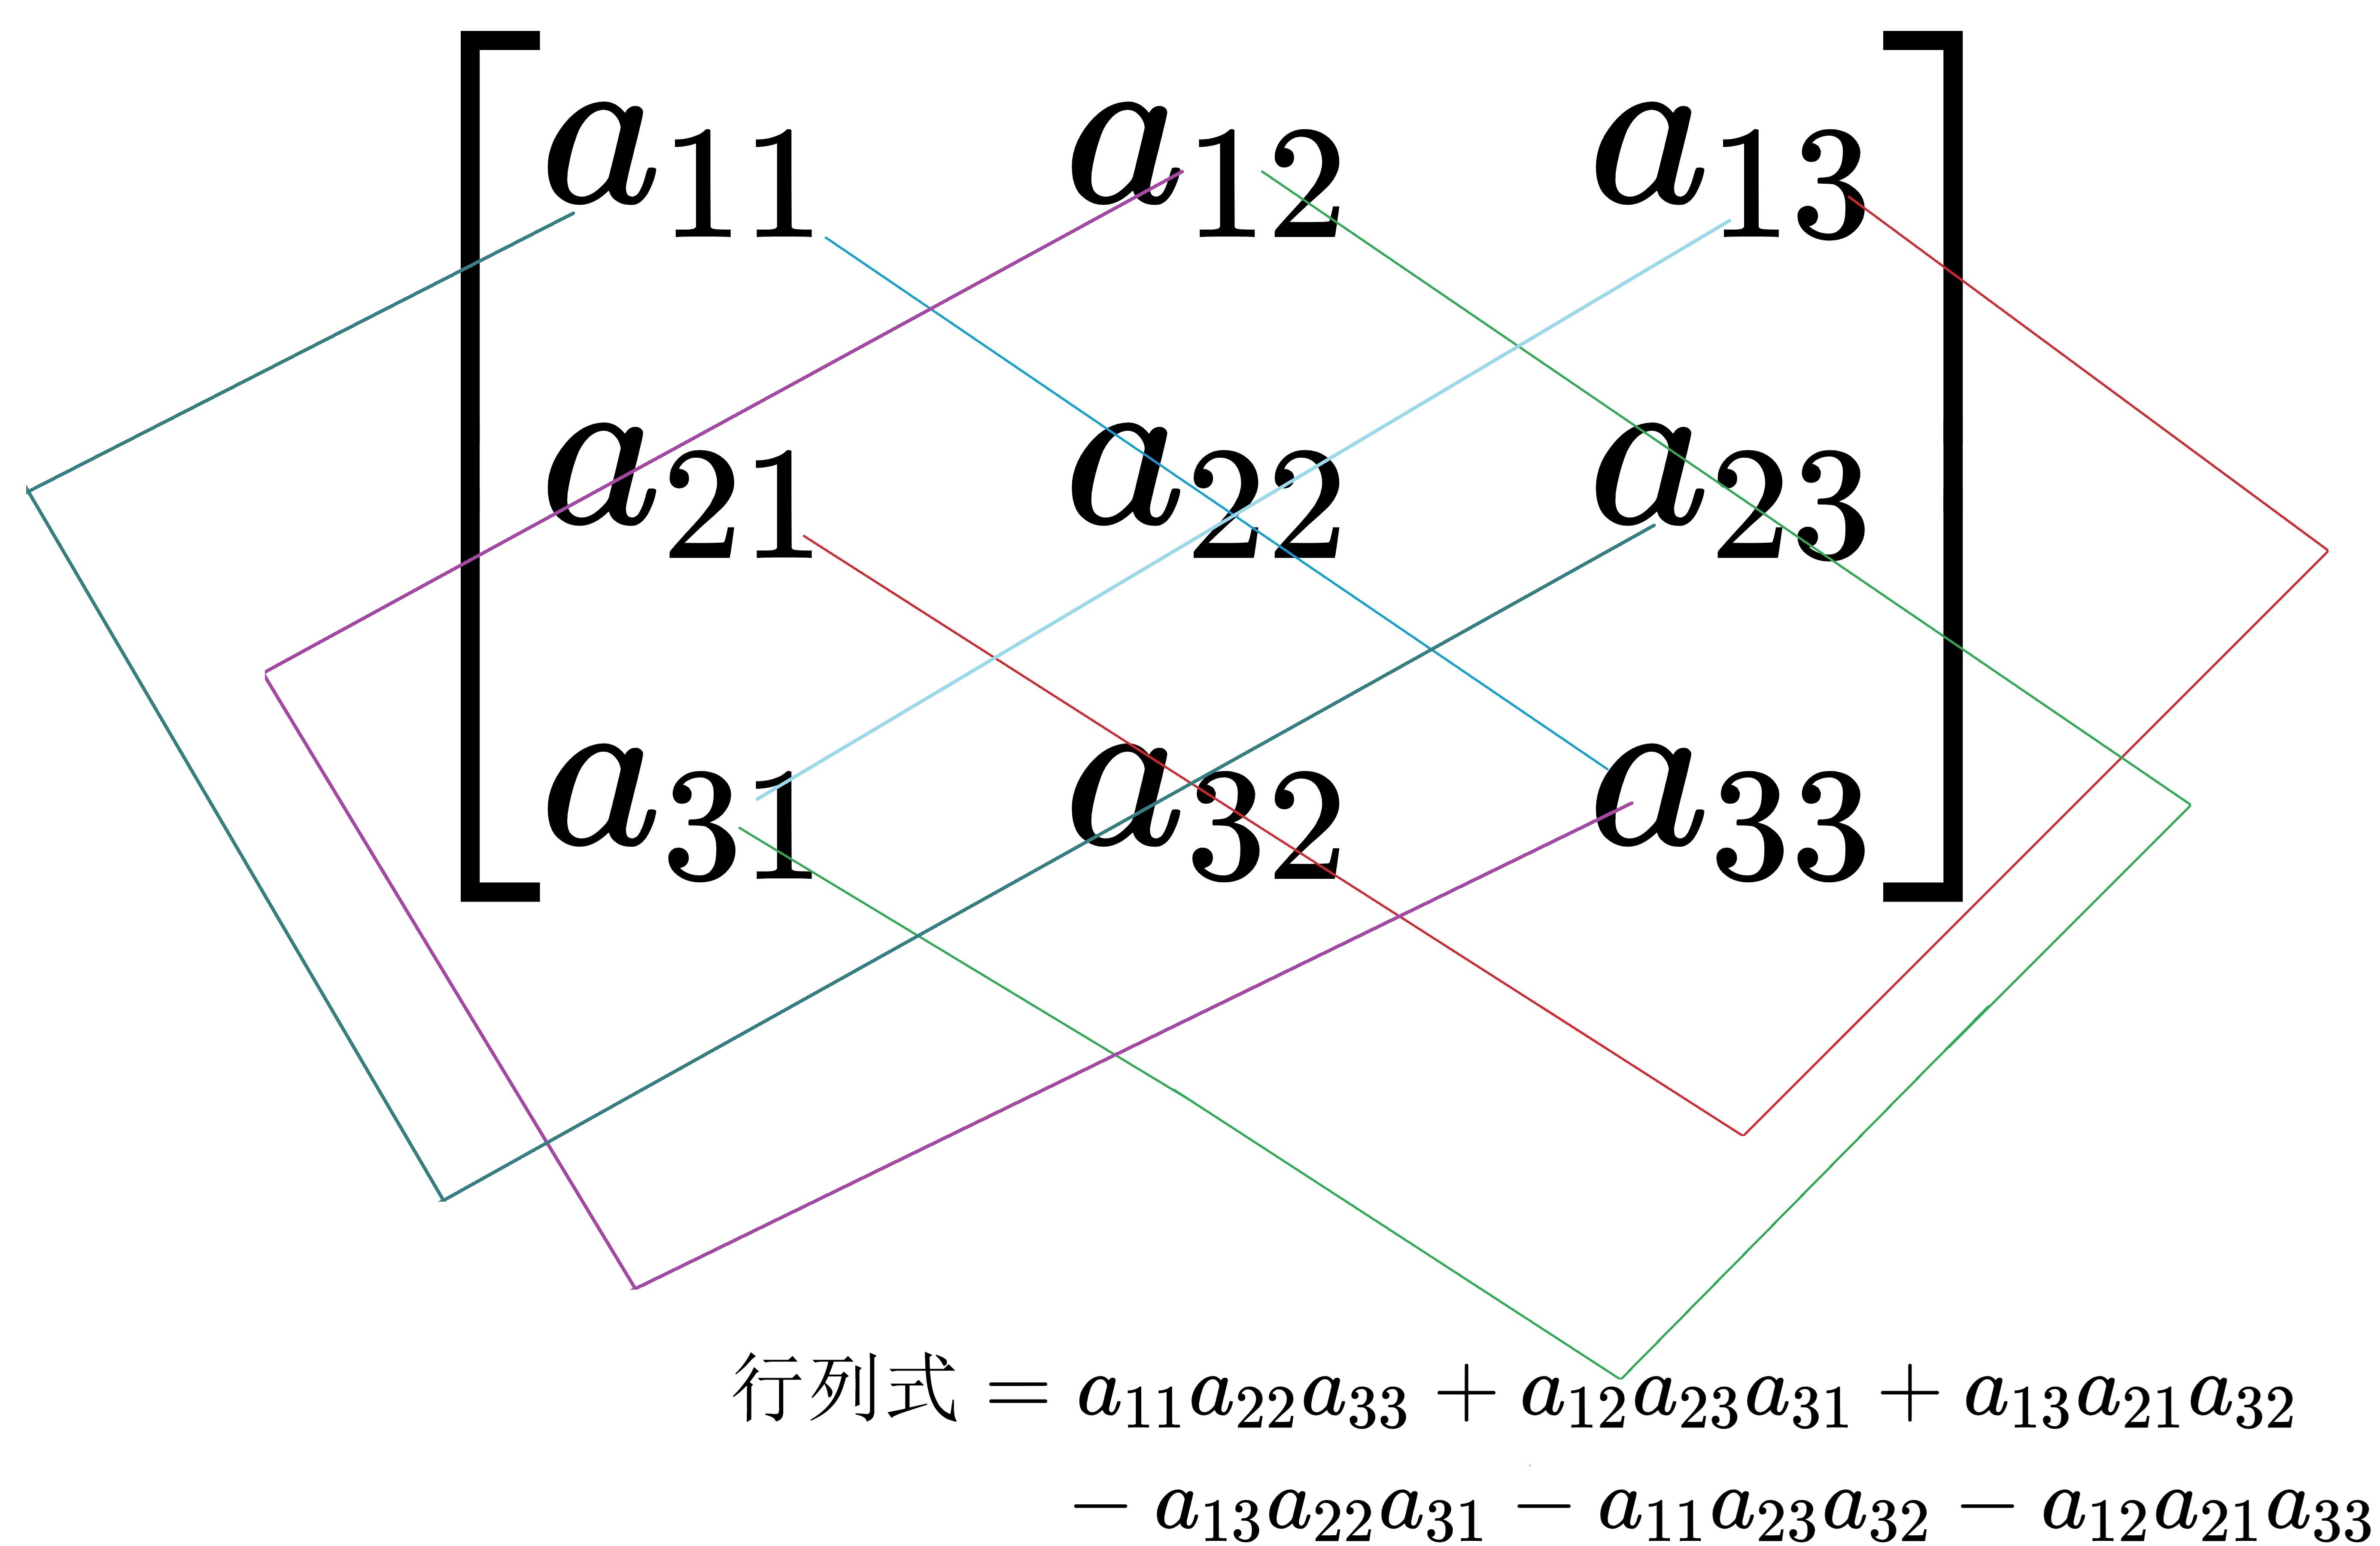 a₁₁ a₁₂ a₁₃
a₂₁ a₂₂ a₂₃
a₃₁ a₃₂ a₃₃
行列式 = a₁₁a₂₂a₃₃ + a₁₂a₂₃a₃₁ + a₁₃a₂₁a₃₂
− a₁₃a₂₂a₃₁ − a₁₁a₂₃a₃₂ − a₁₂a₂₁a₃₃